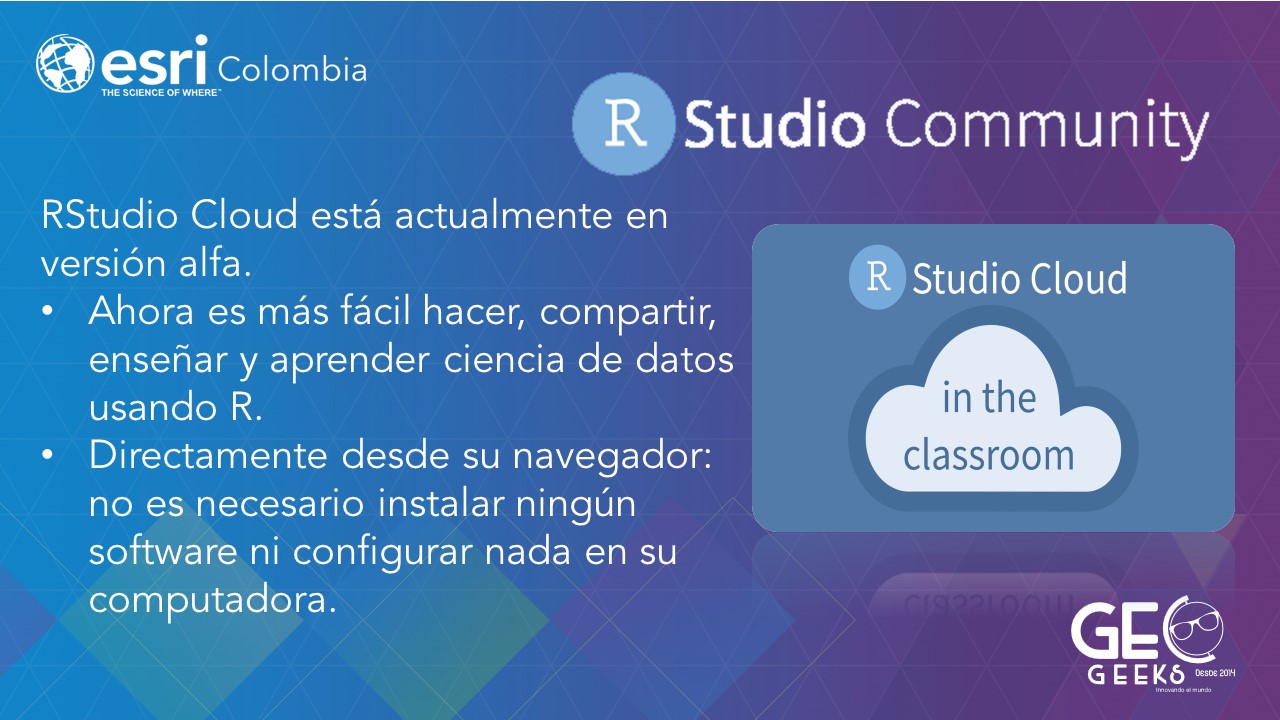 esri Colombia
THE SCIENCE OF WHERE™
R Studio Community
RStudio Cloud está actualmente en
versión alfa.
• Ahora es más fácil hacer, compartir,
enseñar y aprender ciencia de datos
usando R.
• Directamente desde su navegador:
no es necesario instalar ningún
software ni configurar nada en su
computadora.
R Studio Cloud
in the
classroom
GEO
GEEKS Desde 2014
Innovando el mundo